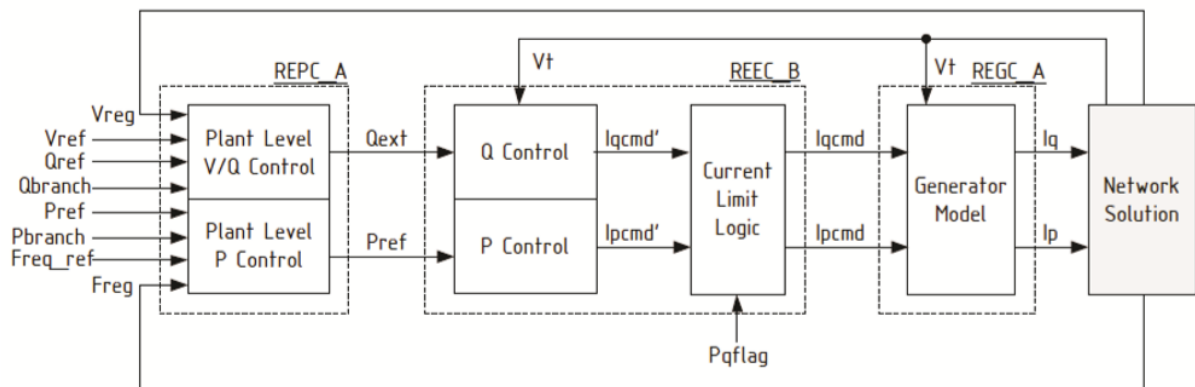 REPC_A
REEC_B
REGC_A
Vt
Vt
Vreg
Vref
Qref
Qbranch
Pref
Pbranch
Freq_ref
Freg
Plant Level
V/Q Control
Plant Level
P Control
Qext
Pref
Q Control
P Control
Iqcmd'
Ipcmd'
Current
Limit
Logic
Pqflag
Iqcmd
Ipcmd
Generator
Model
Iq
Ip
Network
Solution